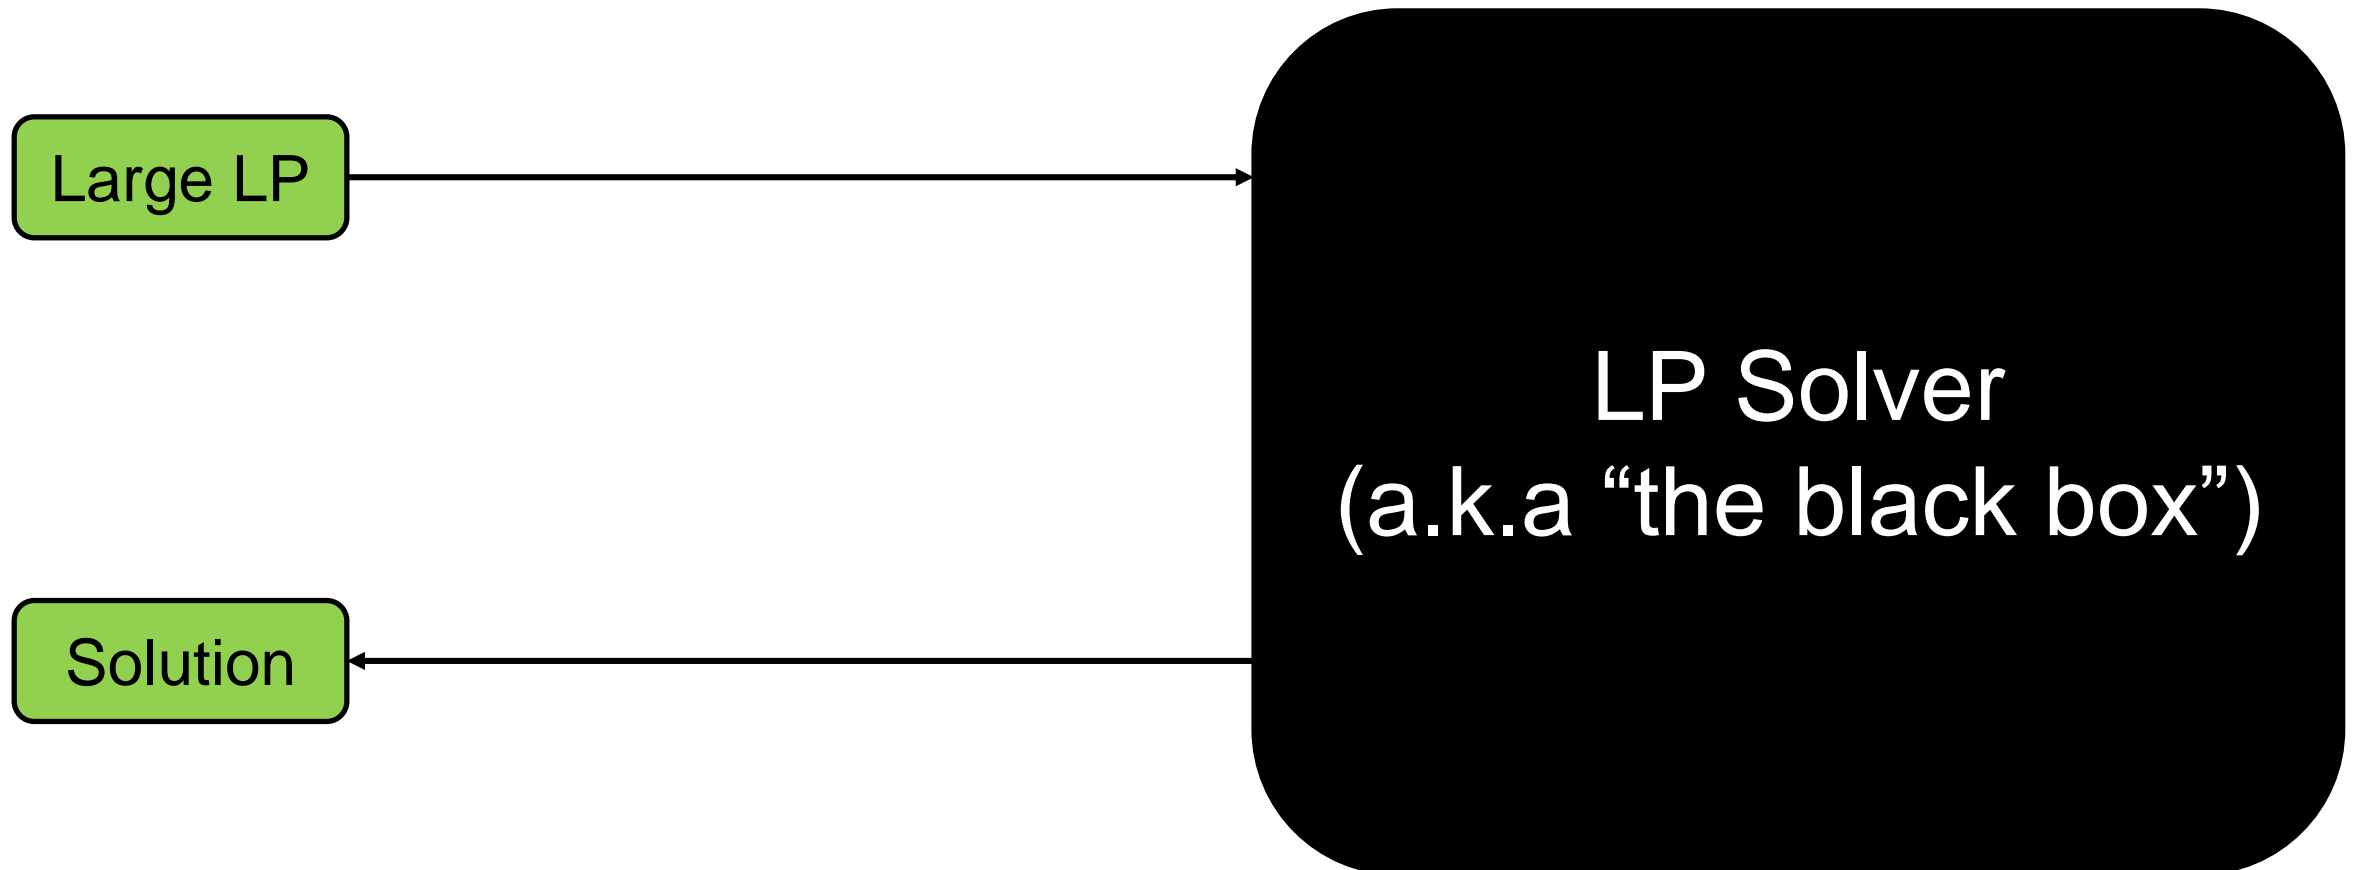 Large LP
LP Solver
(a.k.a “the black box”)
Solution